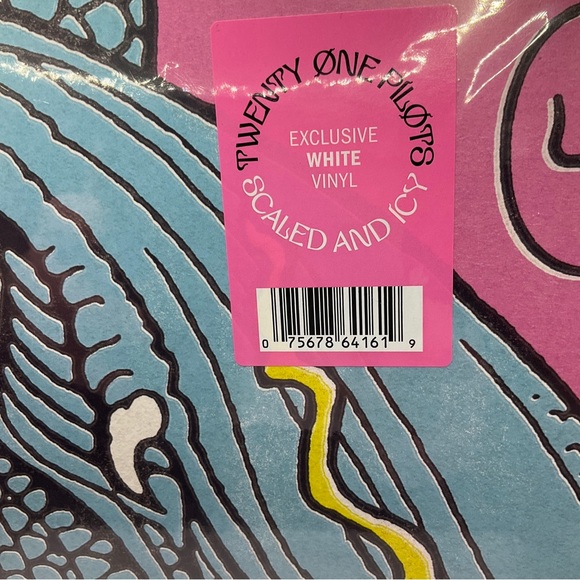 TWENTY ØNE PILØTS
EXCLUSIVE
WHITE
VINYL
SCALED AND ICY
0 75678 64161 9